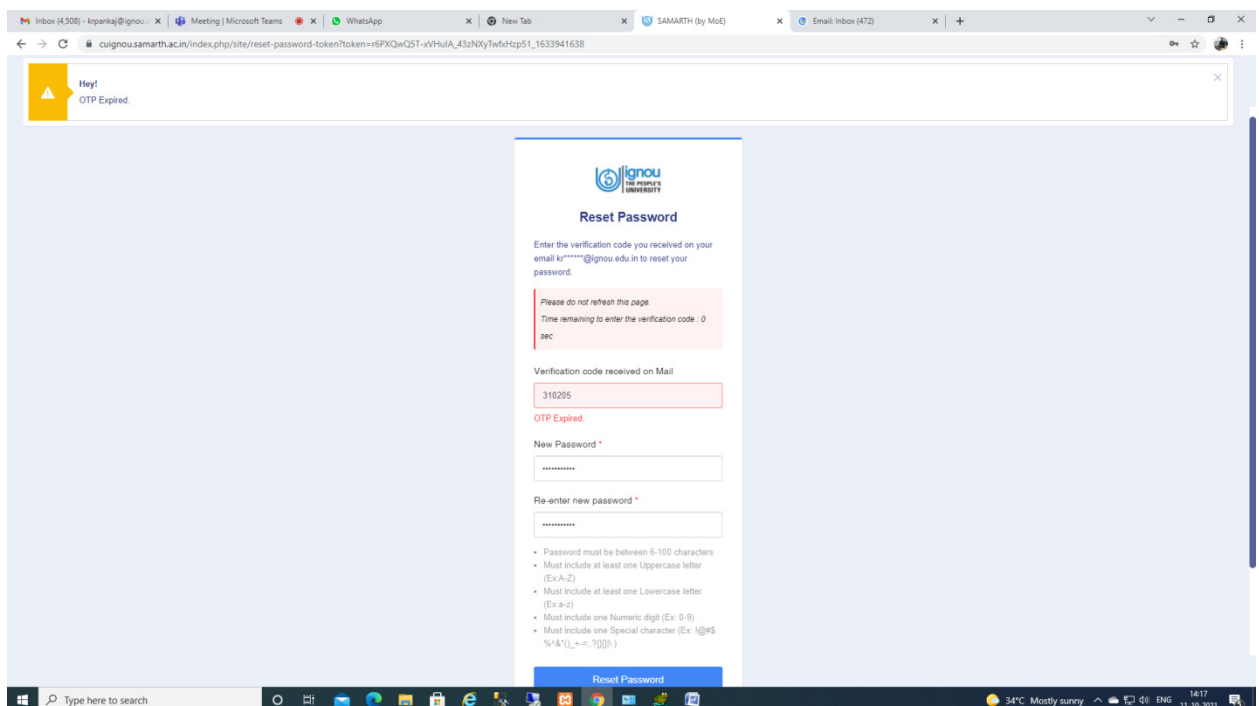 Inbox (4,508) - krpankaj@ignou.e
Meeting | Microsoft Teams
WhatsApp
New Tab
SAMARTH (by MoE)
Email: Inbox (472)
cuignou.samarth.ac.in/index.php/site/reset-password-token?token=r6PXQwQ5T-xVHuIA_43zNXyTwfxHzp51_1633941638
Hey!
OTP Expired.
ignou
THE PEOPLE'S
UNIVERSITY
Reset Password
Enter the verification code you received on your
email kr******@ignou.edu.in to reset your
password.
Please do not refresh this page.
Time remaining to enter the verification code : 0
sec
Verification code received on Mail
310205
OTP Expired.
New Password *
•••••••••••
Re-enter new password *
•••••••••••
• Password must be between 6-100 characters
• Must include at least one Uppercase letter
(Ex:A-Z)
• Must include at least one Lowercase letter
(Ex:a-z)
• Must include one Numeric digit (Ex: 0-9)
• Must include one Special character (Ex: !@#$
%^&*()_+-=, ?{}[]|\ )
Reset Password
Type here to search
34°C Mostly sunny
ENG
14:17
11-10-2021